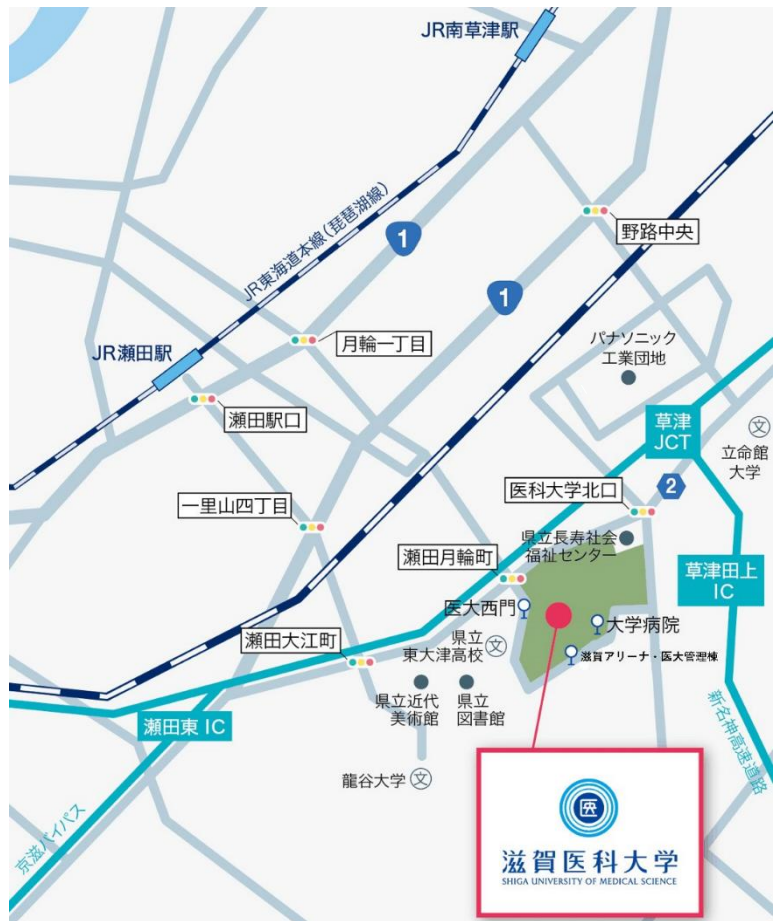 JR南草津駅
JR東海道本線(琵琶湖線)
1
野路中央
1
月輪一丁目
JR瀬田駅
パナソニック
工業団地
瀬田駅口
草津
JCT
文
立命館
大学
2
医科大学北口
一里山四丁目
県立長寿社会
福祉センター
瀬田月輪町
草津田上
IC
医大西門
大学病院
瀬田大江町
県立
東大津高校
文
滋賀アリーナ・医大管理棟
県立近代
美術館
県立
図書館
瀬田東 IC
新名神高速道路
龍谷大学
文
京滋バイパス
医
滋賀医科大学
SHIGA UNIVERSITY OF MEDICAL SCIENCE